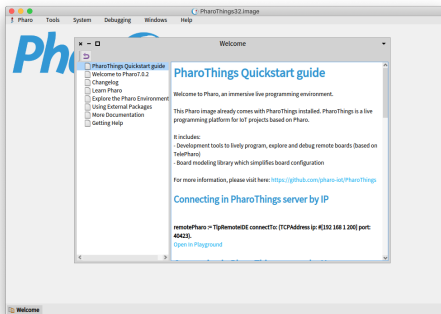 PharoThings32.image
Pharo Tools System Debugging Windows Help
Pha
Welcome
PharoThings Quickstart guide
Welcome to Pharo7.0.2
Changelog
Learn Pharo
Explore the Pharo Environment
Using External Packages
More Documentation
Getting Help
PharoThings Quickstart guide
Welcome to Pharo, an immersive live programming environment.
This Pharo image already comes with PharoThings installed. PharoThings is a live
programming platform for IoT projects based on Pharo.
It includes:
- Development tools to lively program, explore and debug remote boards (based on
TelePharo)
- Board modeling library which simplifies board configuration
For more information, please visit here: https://github.com/pharo-iot/PharoThings
Connecting in PharoThings server by IP
remotePharo := TlpRemoteIDE connectTo: (TCPAddress ip: #[192 168 1 200] port:
40423).
Open in Playground
Welcome